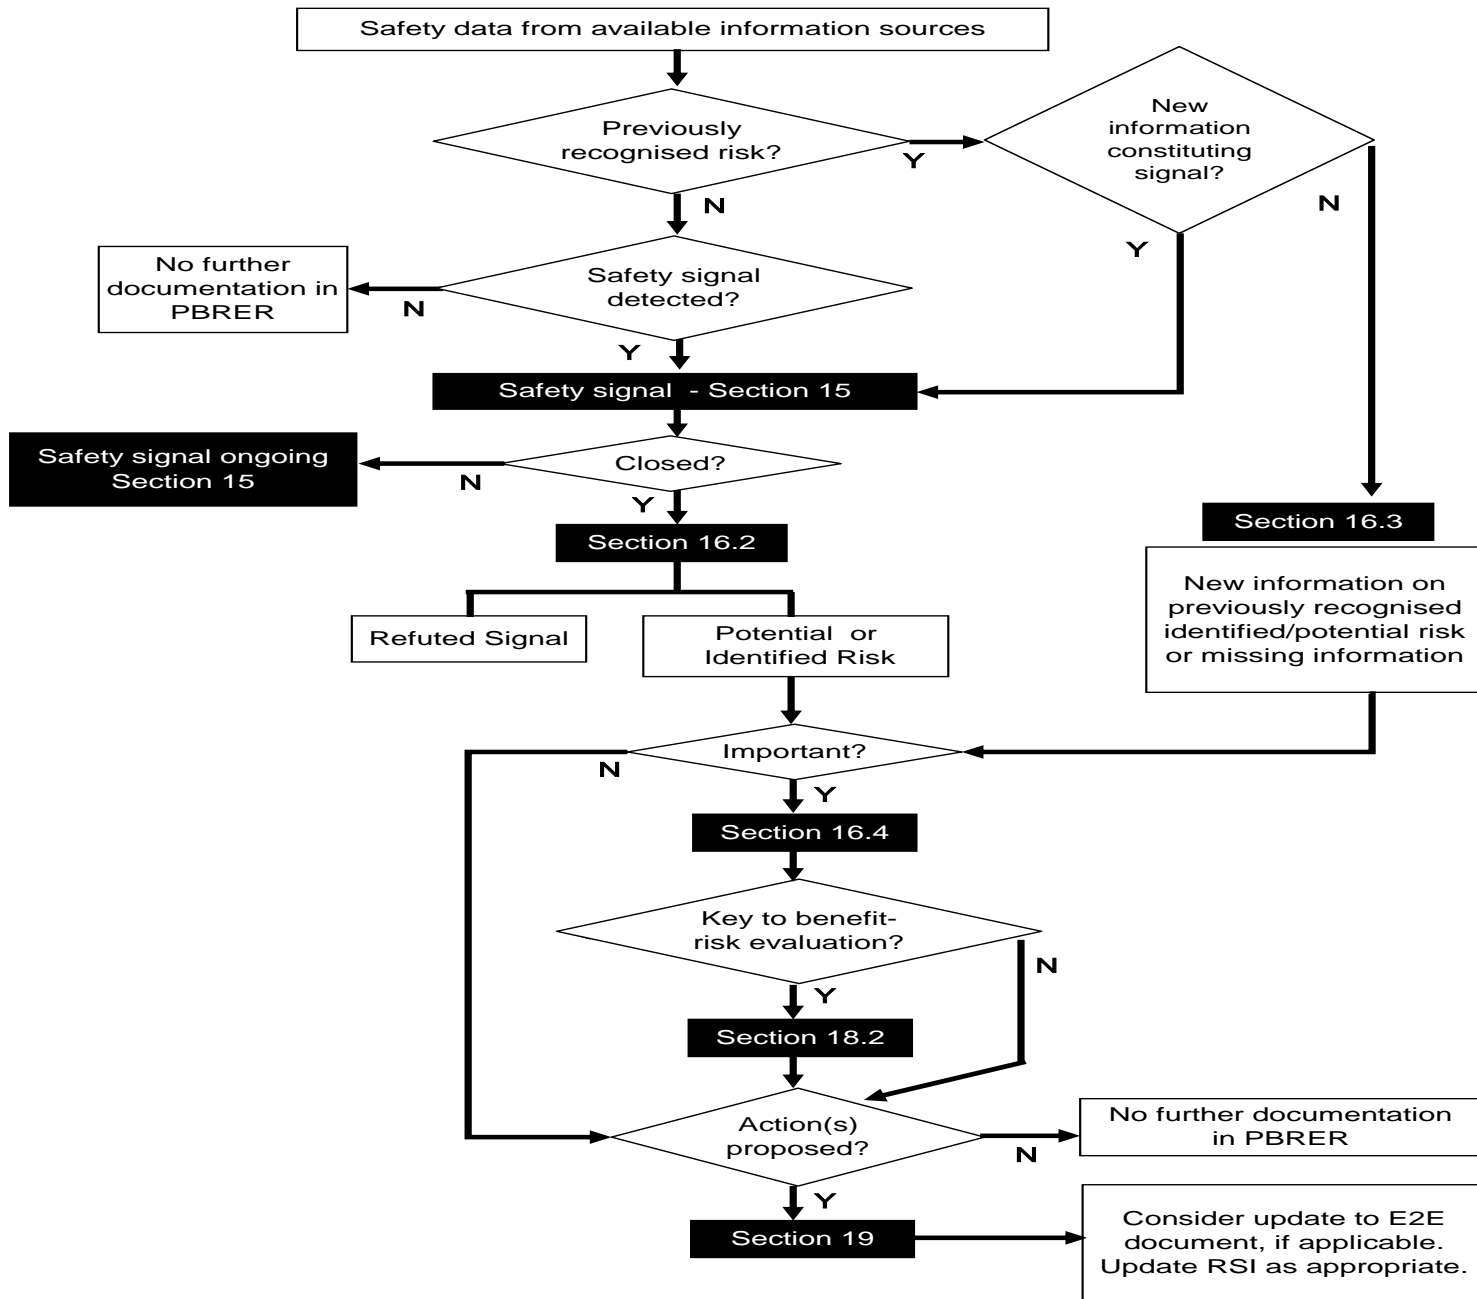 Safety data from available information sources
Previously
recognised risk?
Y
New
information
constituting
signal?
N
Y
N
Safety signal
detected?
N
No further
documentation in
PBRER
Y
Safety signal - Section 15
Closed?
N
Safety signal ongoing
Section 15
Y
Section 16.2
Section 16.3
New information on
previously recognised
identified/potential risk
or missing information
Refuted Signal
Potential or
Identified Risk
Important?
N
Y
Section 16.4
Key to benefit-
risk evaluation?
N
Y
Section 18.2
Action(s)
proposed?
N
No further documentation
in PBRER
Y
Section 19
Consider update to E2E
document, if applicable.
Update RSI as appropriate.